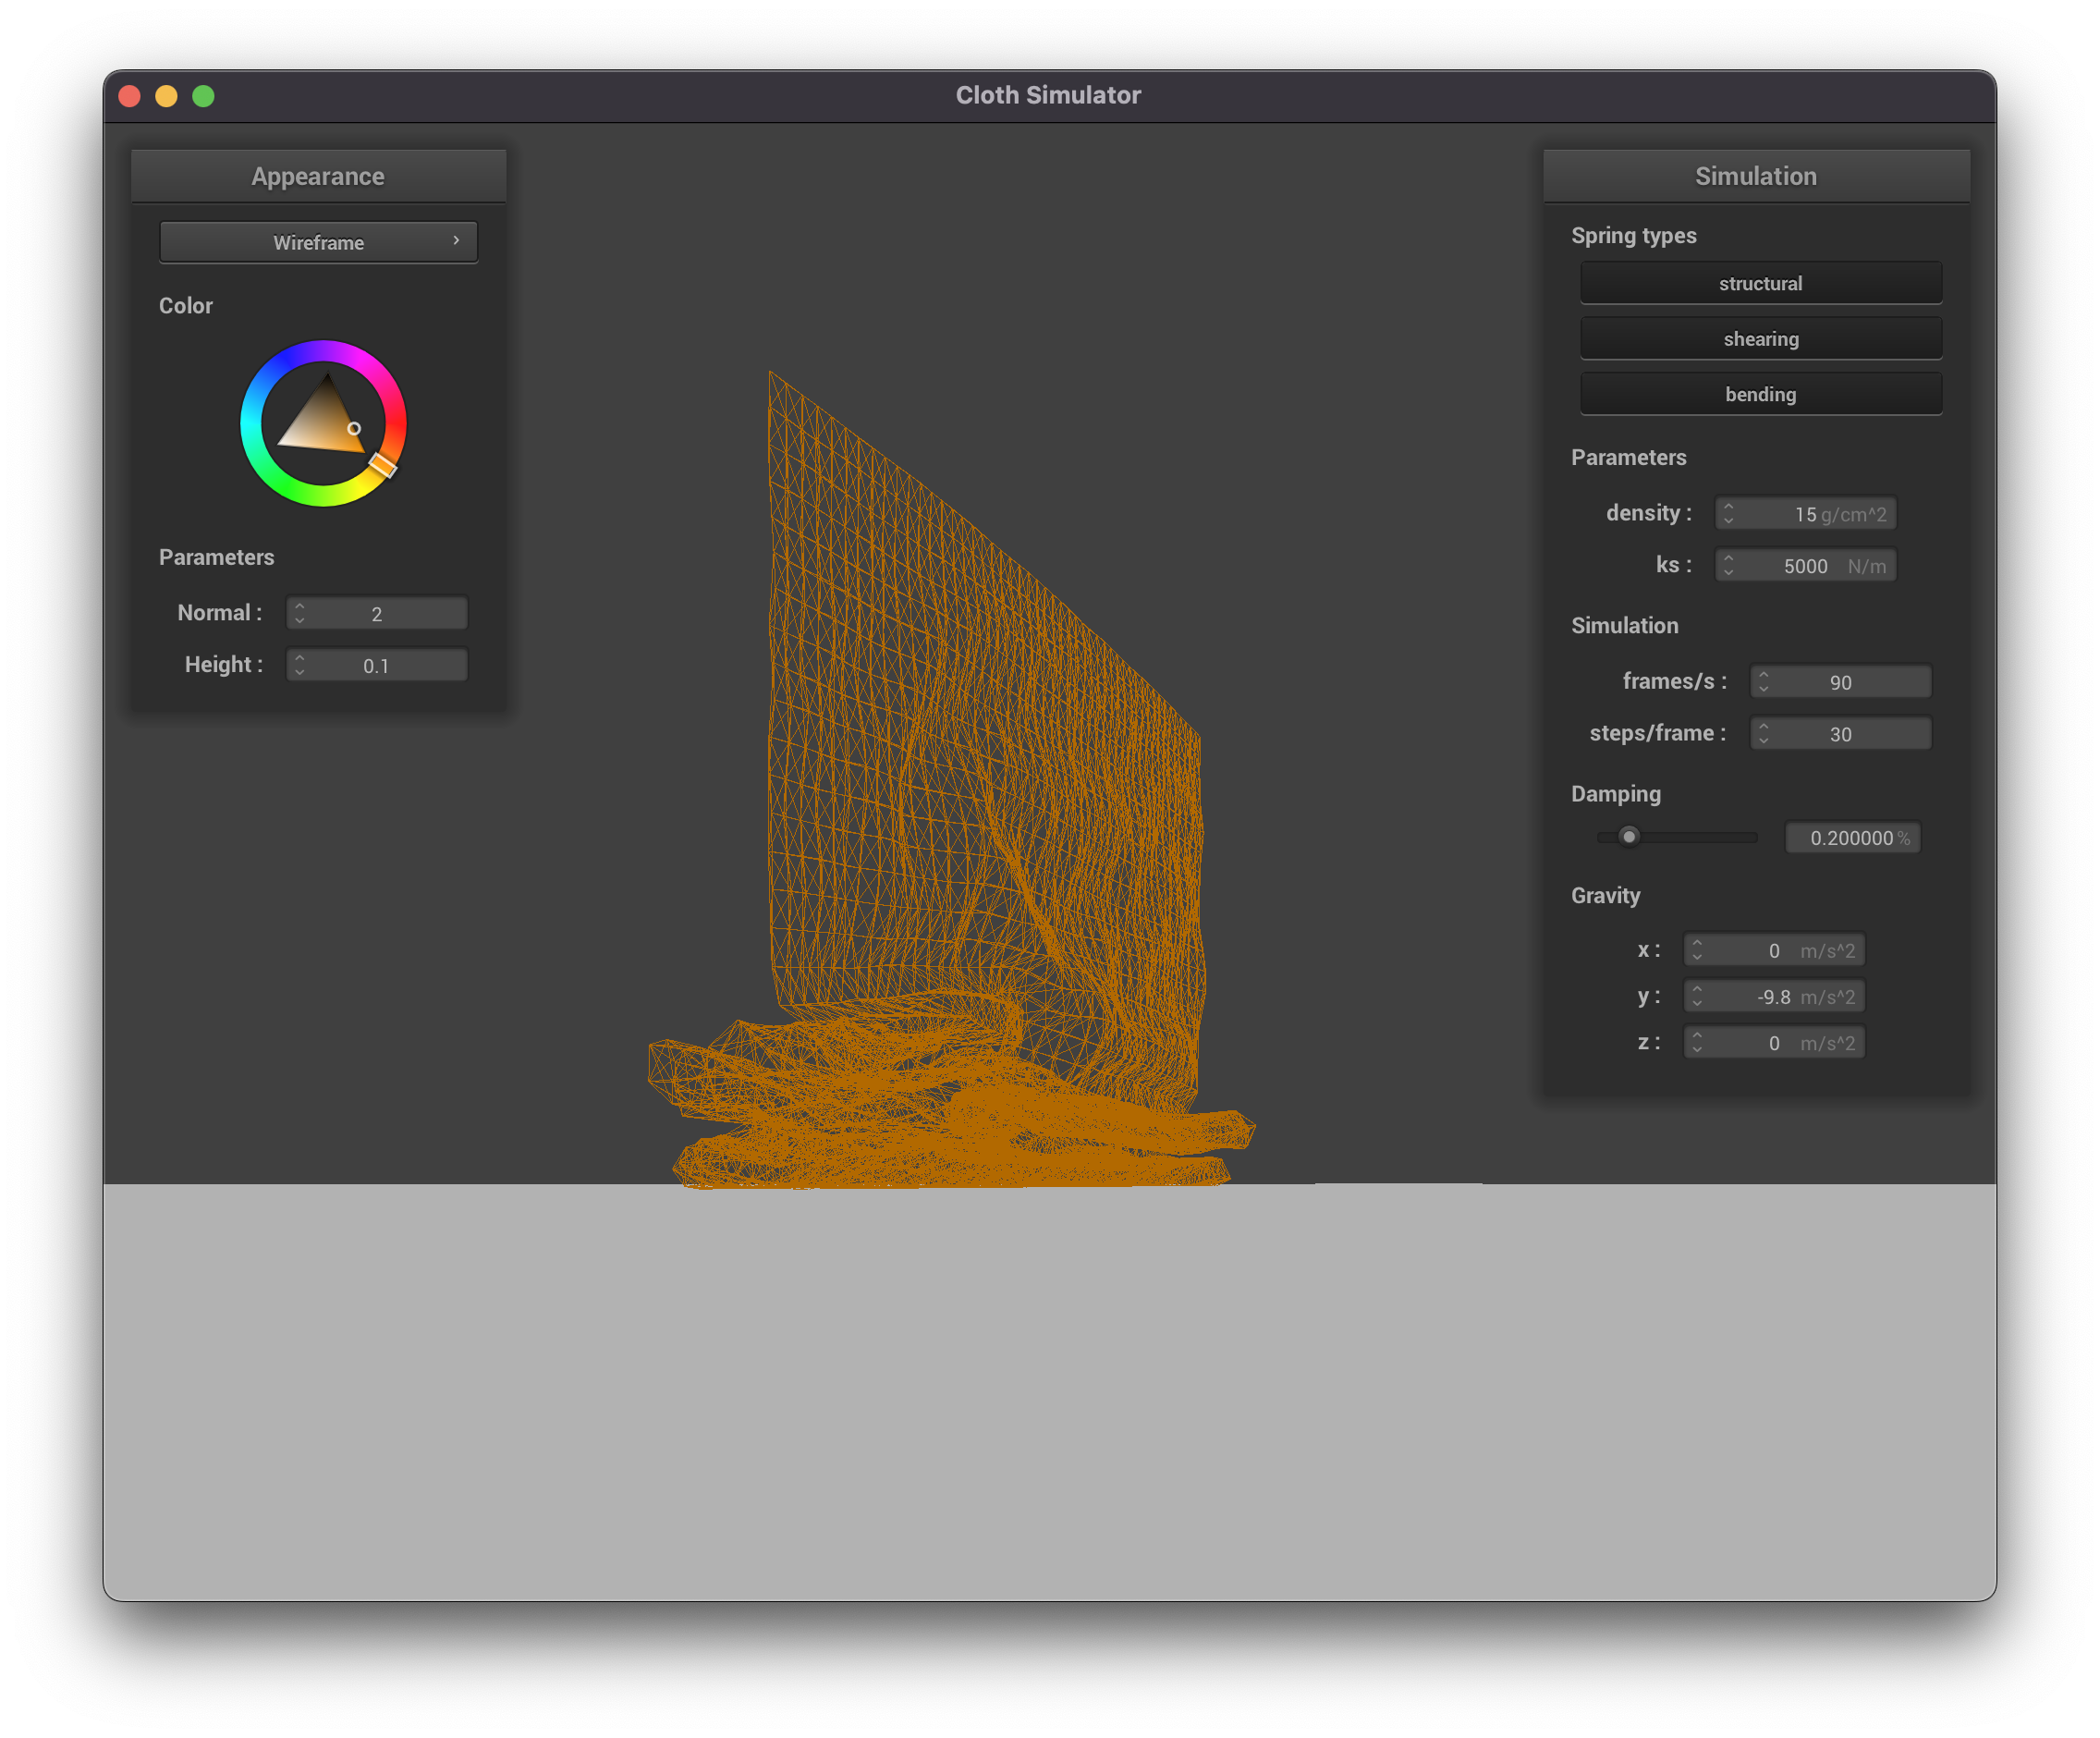 Cloth Simulator
Appearance
Wireframe
Color
Parameters
Normal : 2
Height : 0.1
Simulation
Spring types
structural
shearing
bending
Parameters
density : 15 g/cm^2
ks : 5000 N/m
Simulation
frames/s : 90
steps/frame : 30
Damping
0.200000 %
Gravity
x : 0 m/s^2
y : -9.8 m/s^2
z : 0 m/s^2